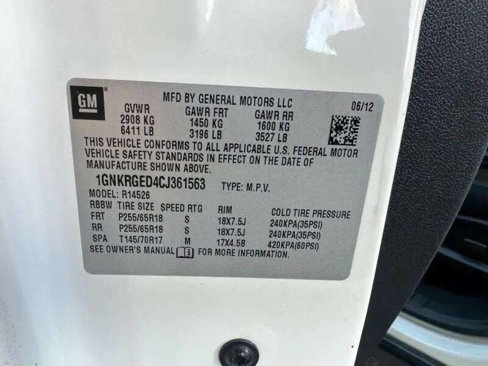 GM
MFD BY GENERAL MOTORS LLC 06/12
GVWR GAWR FRT GAWR RR
2908 KG 1450 KG 1600 KG
6411 LB 3196 LB 3527 LB
THIS VEHICLE CONFORMS TO ALL APPLICABLE U.S. FEDERAL MOTOR
VEHICLE SAFETY STANDARDS IN EFFECT ON THE DATE OF
MANUFACTURE SHOWN ABOVE.
1GNKRGED4CJ361563 TYPE: M.P.V.
MODEL: R14526
RBBW TIRE SIZE SPEED RTG RIM COLD TIRE PRESSURE
FRT P255/65R18 S 18X7.5J 240KPA(35PSI)
RR P255/65R18 S 18X7.5J 240KPA(35PSI)
SPA T145/70R17 M 17X4.5B 420KPA(60PSI)
SEE OWNER'S MANUAL FOR MORE INFORMATION.